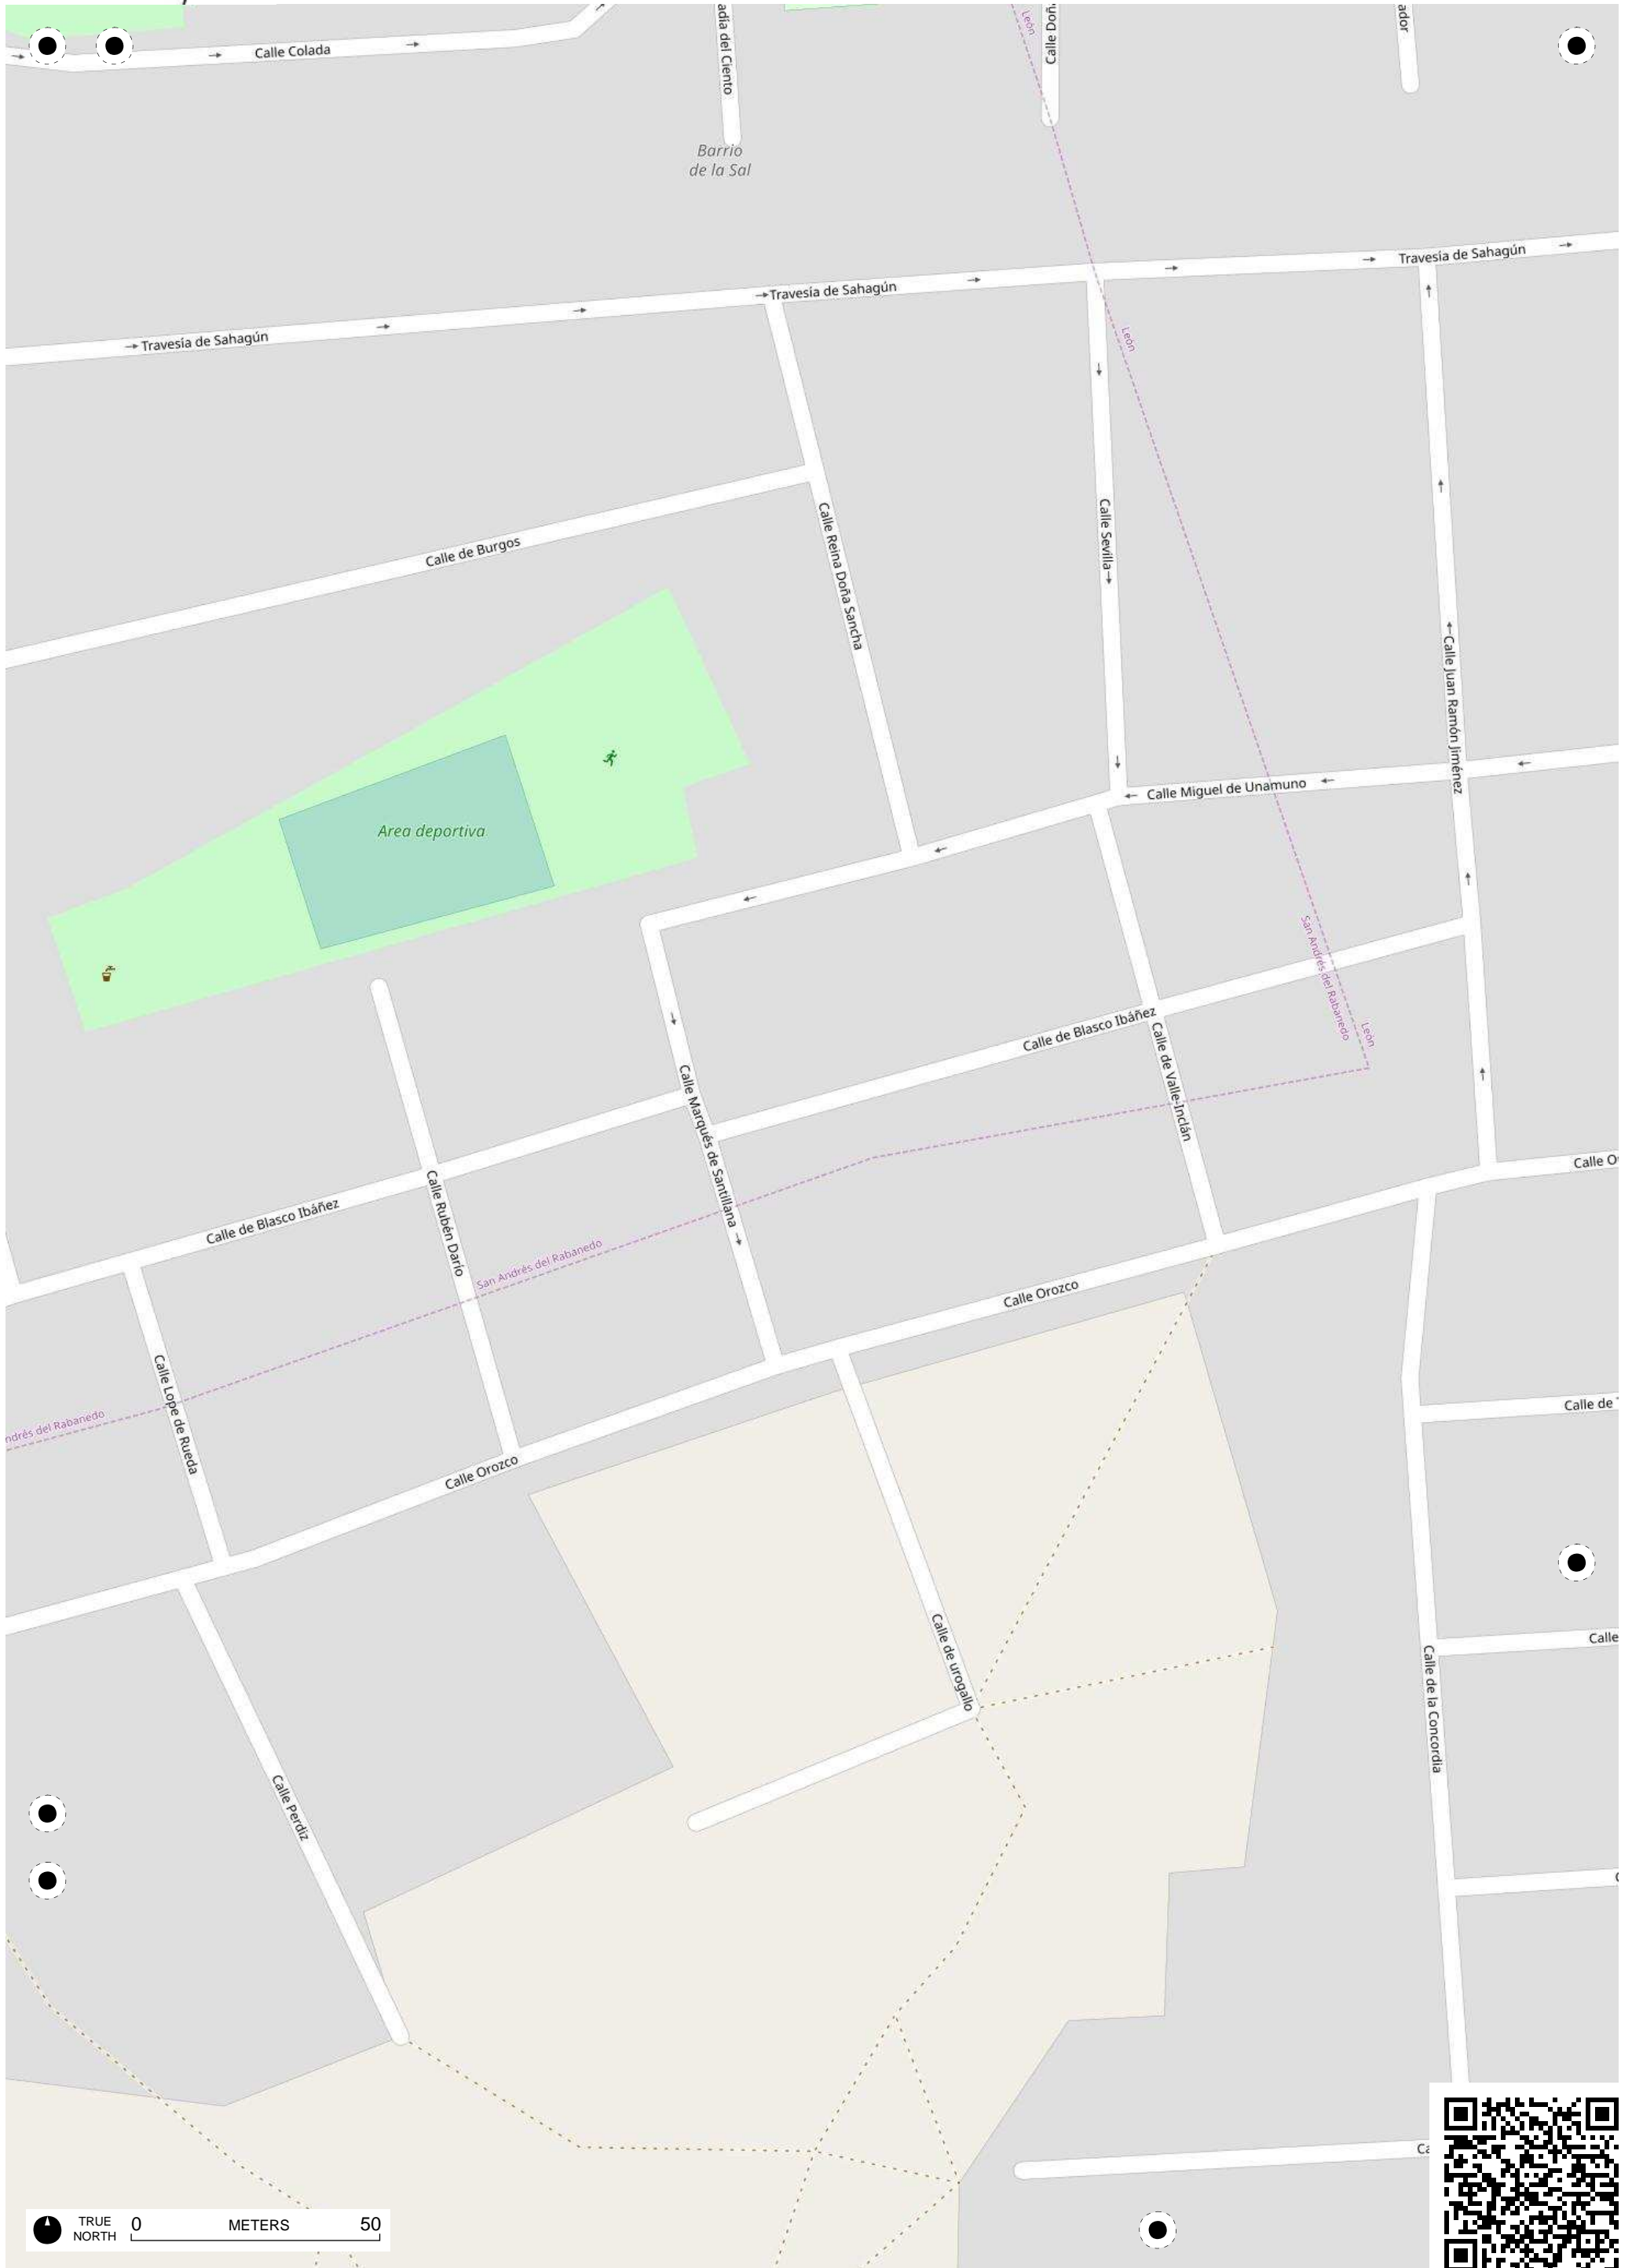 Calle Colada
adía del Ciento
León
Calle Doñ
ador
Barrio
de la Sal
Travesía de Sahagún
Travesía de Sahagún
Travesía de Sahagún
León
Calle de Burgos
Calle Reina Doña Sancha
Calle Sevilla
Calle Juan Ramón Jiménez
Calle Miguel de Unamuno
Area deportiva
San Andrés del Rabanedo
León
Calle de Blasco Ibáñez
Calle de Valle-Inclán
Calle Marqués de Santillana
Calle O
Calle de Blasco Ibáñez
Calle Rubén Darío
San Andrés del Rabanedo
Calle Orozco
Calle Lope de Rueda
ndrés del Rabanedo
Calle de
Calle Orozco
Calle de urogallo
Calle
Calle de la Concordia
Calle Perdiz
Ca
TRUE
NORTH
0 METERS 50